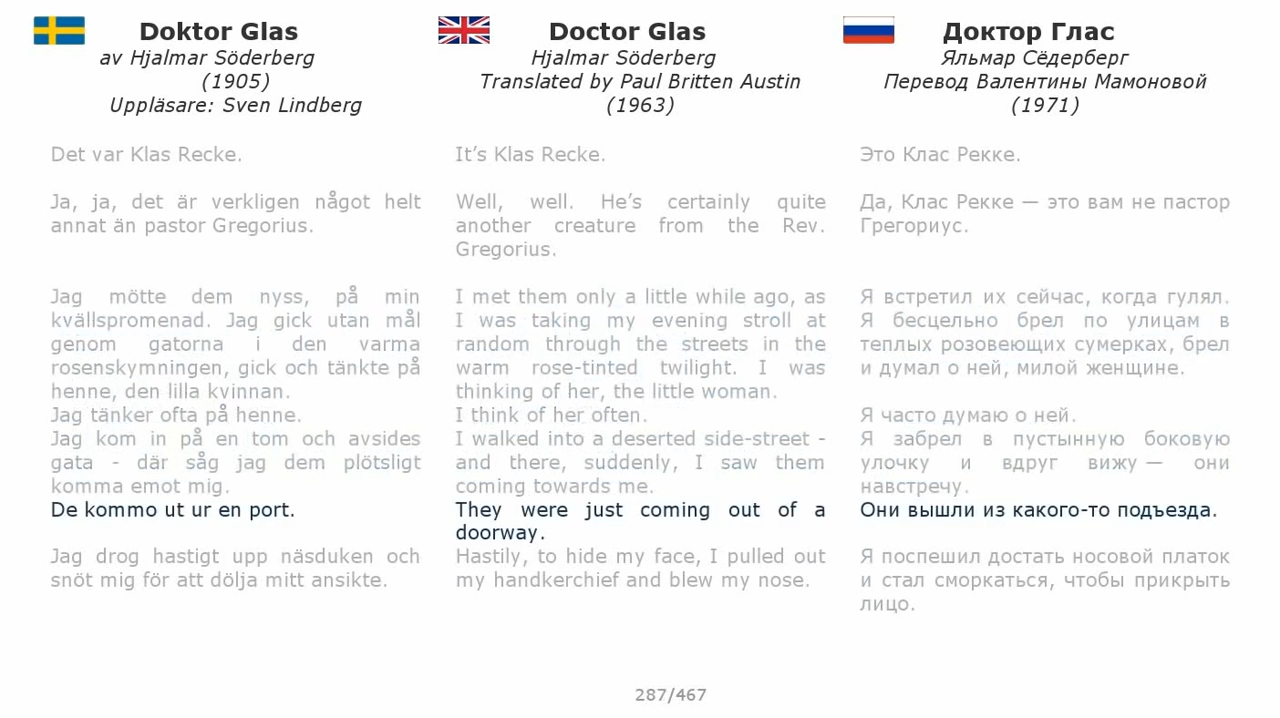 Doktor Glas
av Hjalmar Söderberg
(1905)
Uppläsare: Sven Lindberg
Det var Klas Recke.
Ja, ja, det är verkligen något helt
annat än pastor Gregorius.
Jag mötte dem nyss, på min
kvällspromenad. Jag gick utan mål
genom gatorna i den varma
rosenskymningen, gick och tänkte på
henne, den lilla kvinnan.
Jag tänker ofta på henne.
Jag kom in på en tom och avsides
gata - där såg jag dem plötsligt
komma emot mig.
De kommo ut ur en port.
Jag drog hastigt upp näsduken och
snöt mig för att dölja mitt ansikte.
Doctor Glas
Hjalmar Söderberg
Translated by Paul Britten Austin
(1963)
It’s Klas Recke.
Well, well. He’s certainly quite
another creature from the Rev.
Gregorius.
I met them only a little while ago, as
I was taking my evening stroll at
random through the streets in the
warm rose-tinted twilight. I was
thinking of her, the little woman.
I think of her often.
I walked into a deserted side-street -
and there, suddenly, I saw them
coming towards me.
They were just coming out of a
doorway.
Hastily, to hide my face, I pulled out
my handkerchief and blew my nose.
Доктор Глас
Яльмар Сёдерберг
Перевод Валентины Мамоновой
(1971)
Это Клас Рекке.
Да, Клас Рекке — это вам не пастор
Грегориус.
Я встретил их сейчас, когда гулял.
Я бесцельно брел по улицам в
теплых розовеющих сумерках, брел
и думал о ней, милой женщине.
Я часто думаю о ней.
Я забрел в пустынную боковую
улочку и вдруг вижу — они
навстречу.
Они вышли из какого-то подъезда.
Я поспешил достать носовой платок
и стал сморкаться, чтобы прикрыть
лицо.
287/467